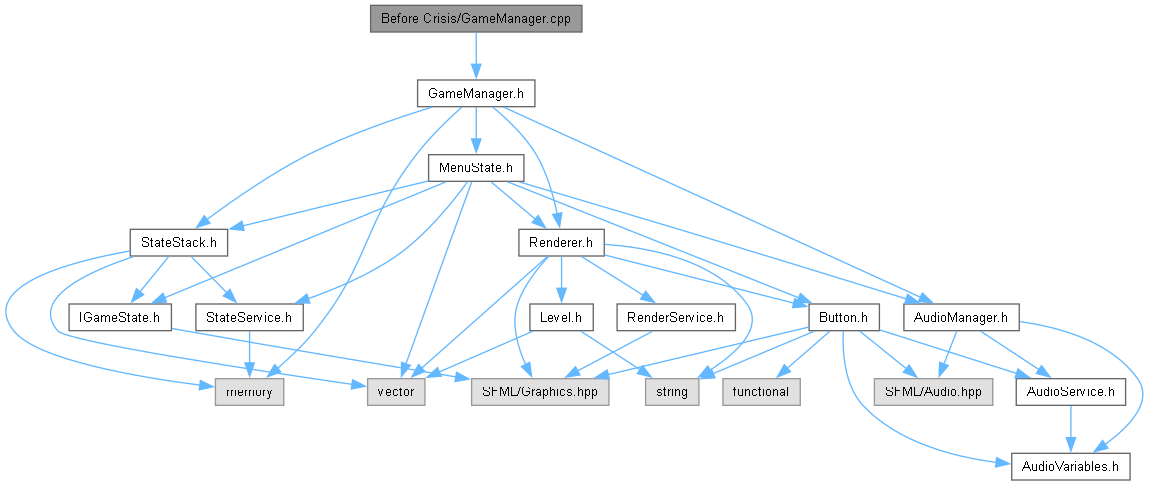 Before Crisis/GameManager.cpp
GameManager.h
MenuState.h
StateStack.h
Renderer.h
IGameState.h
StateService.h
Level.h
RenderService.h
Button.h
AudioManager.h
memory
vector
SFML/Graphics.hpp
string
functional
SFML/Audio.hpp
AudioService.h
AudioVariables.h